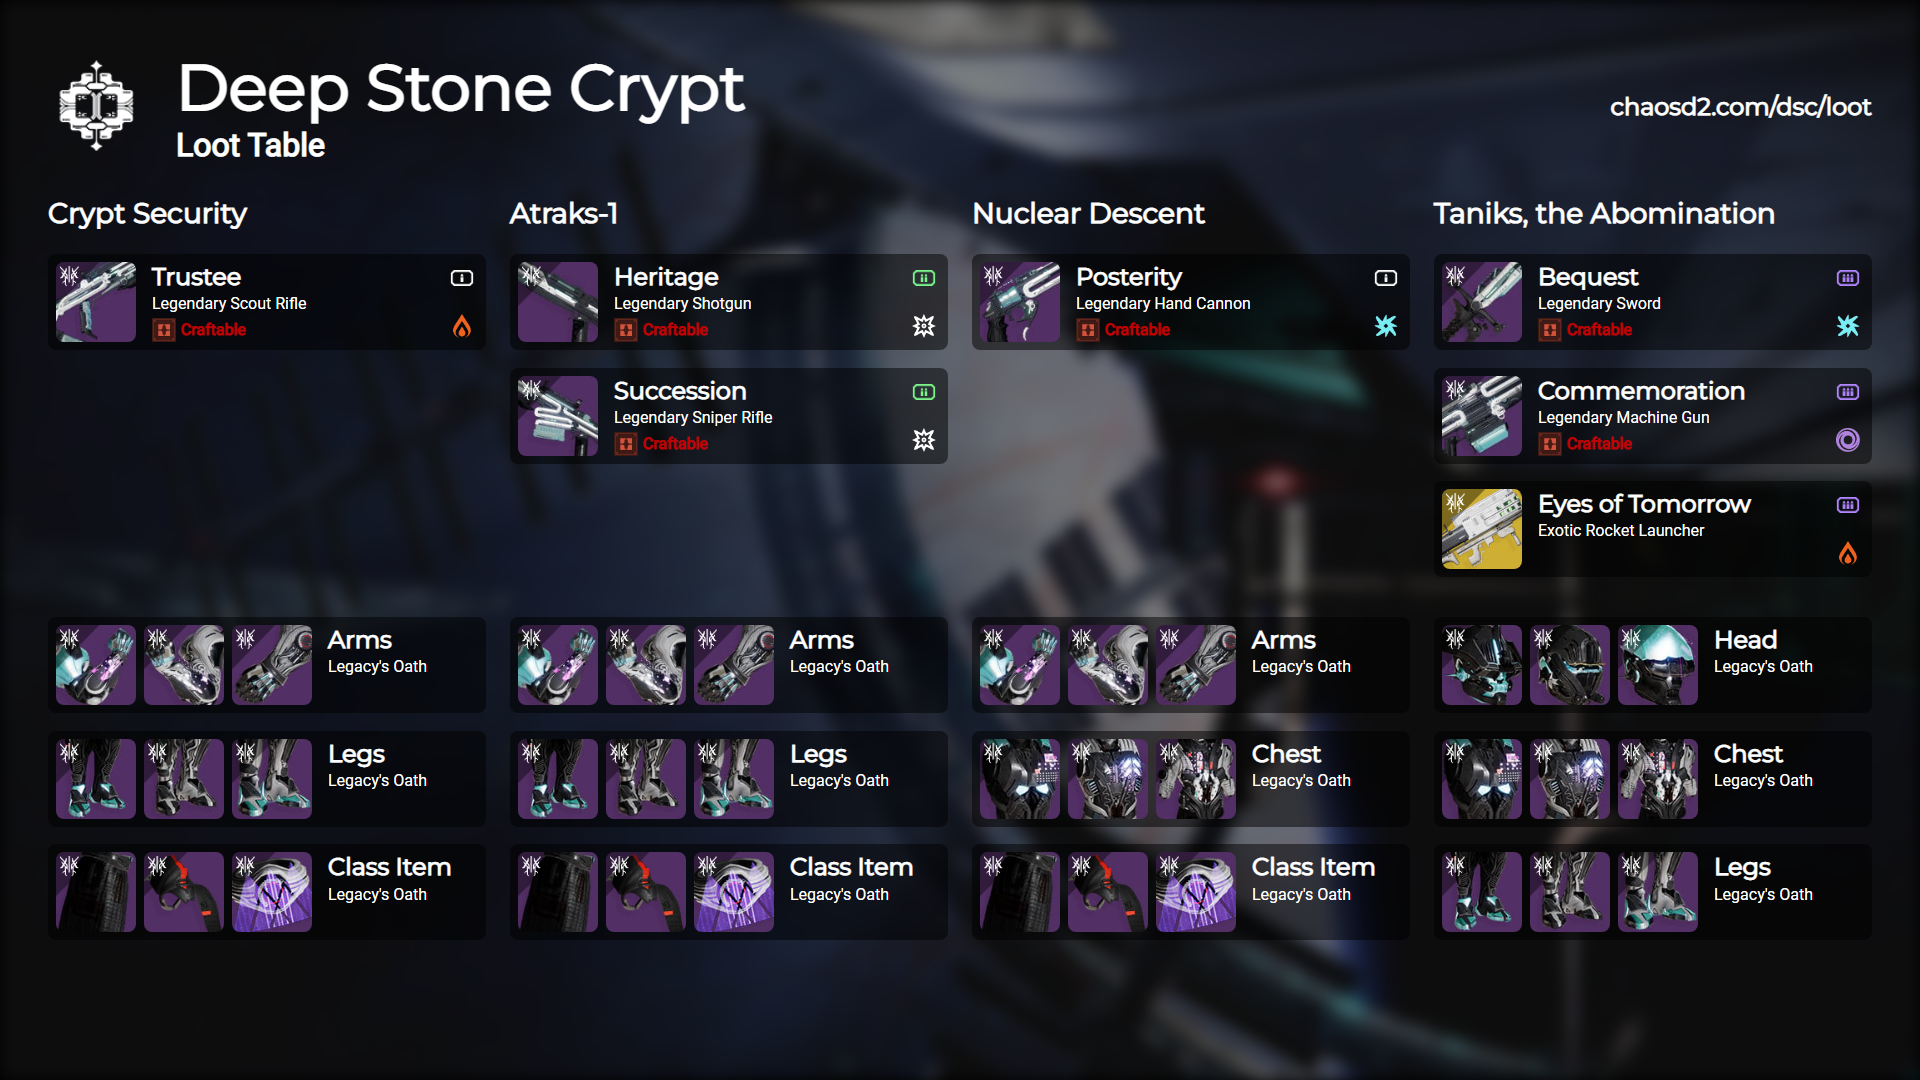 Deep Stone Crypt
Loot Table
chaosd2.com/dsc/loot
Crypt Security
Trustee
Legendary Scout Rifle
Craftable
Arms
Legacy's Oath
Legs
Legacy's Oath
Class Item
Legacy's Oath
Atraks-1
Heritage
Legendary Shotgun
Craftable
Succession
Legendary Sniper Rifle
Craftable
Arms
Legacy's Oath
Legs
Legacy's Oath
Class Item
Legacy's Oath
Nuclear Descent
Posterity
Legendary Hand Cannon
Craftable
Arms
Legacy's Oath
Chest
Legacy's Oath
Class Item
Legacy's Oath
Taniks, the Abomination
Bequest
Legendary Sword
Craftable
Commemoration
Legendary Machine Gun
Craftable
Eyes of Tomorrow
Exotic Rocket Launcher
Head
Legacy's Oath
Chest
Legacy's Oath
Legs
Legacy's Oath